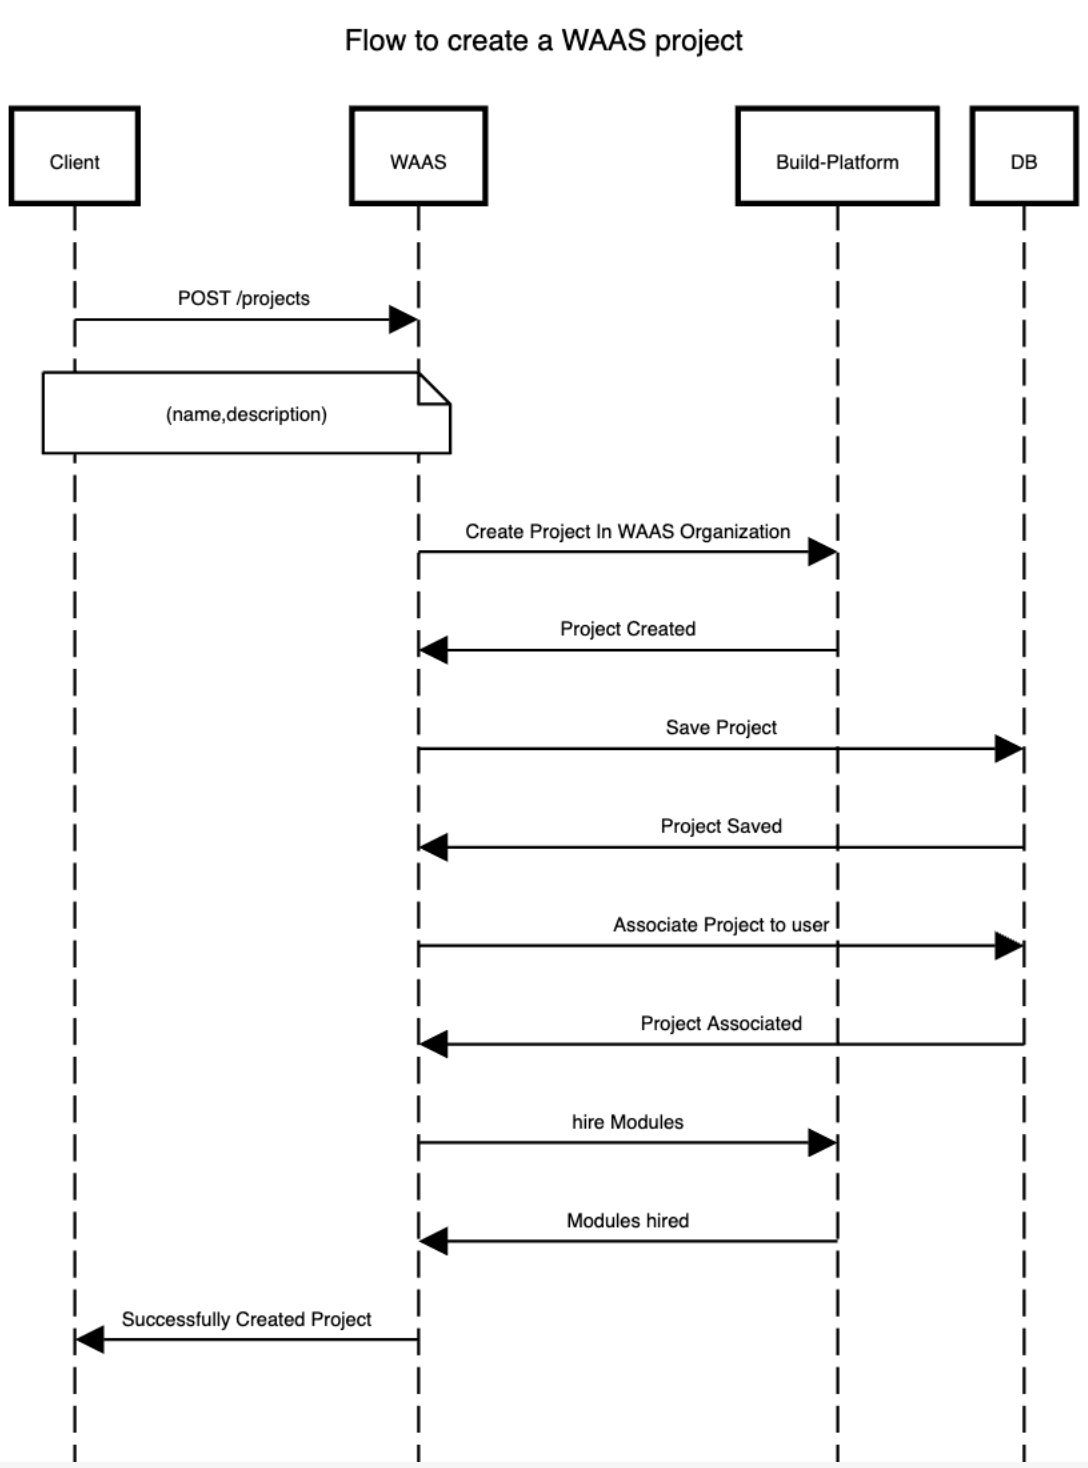 Flow to create a WAAS project
Client
WAAS
Build-Platform
DB
POST /projects
(name,description)
Create Project In WAAS Organization
Project Created
Save Project
Project Saved
Associate Project to user
Project Associated
hire Modules
Modules hired
Successfully Created Project